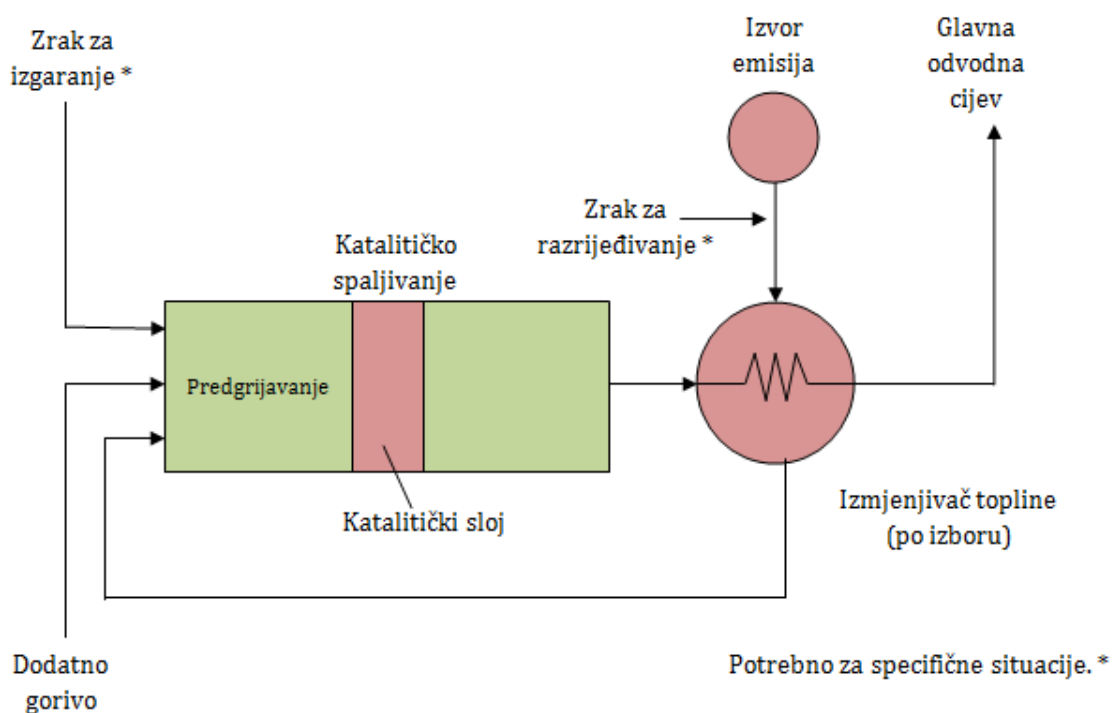 Zrak za
izgaranje *
Izvor
emisija
Glavna
odvodna
cijev
Zrak za
razrijeđivanje *
Katalitičko
spaljivanje
Predgrijavanje
Katalitički sloj
Izmjenjivač topline
(po izboru)
Dodatno
gorivo
Potrebno za specifične situacije. *